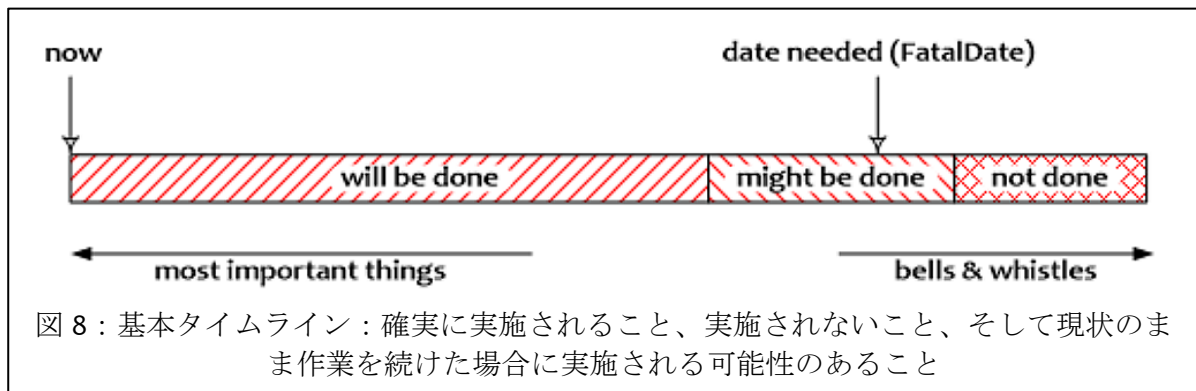 now
date needed (FatalDate)
will be done
might be done
not done
most important things
bells & whistles
図 8：基本タイムライン：確実に実施されること、実施されないこと、そして現状のま
ま作業を続けた場合に実施される可能性のあること